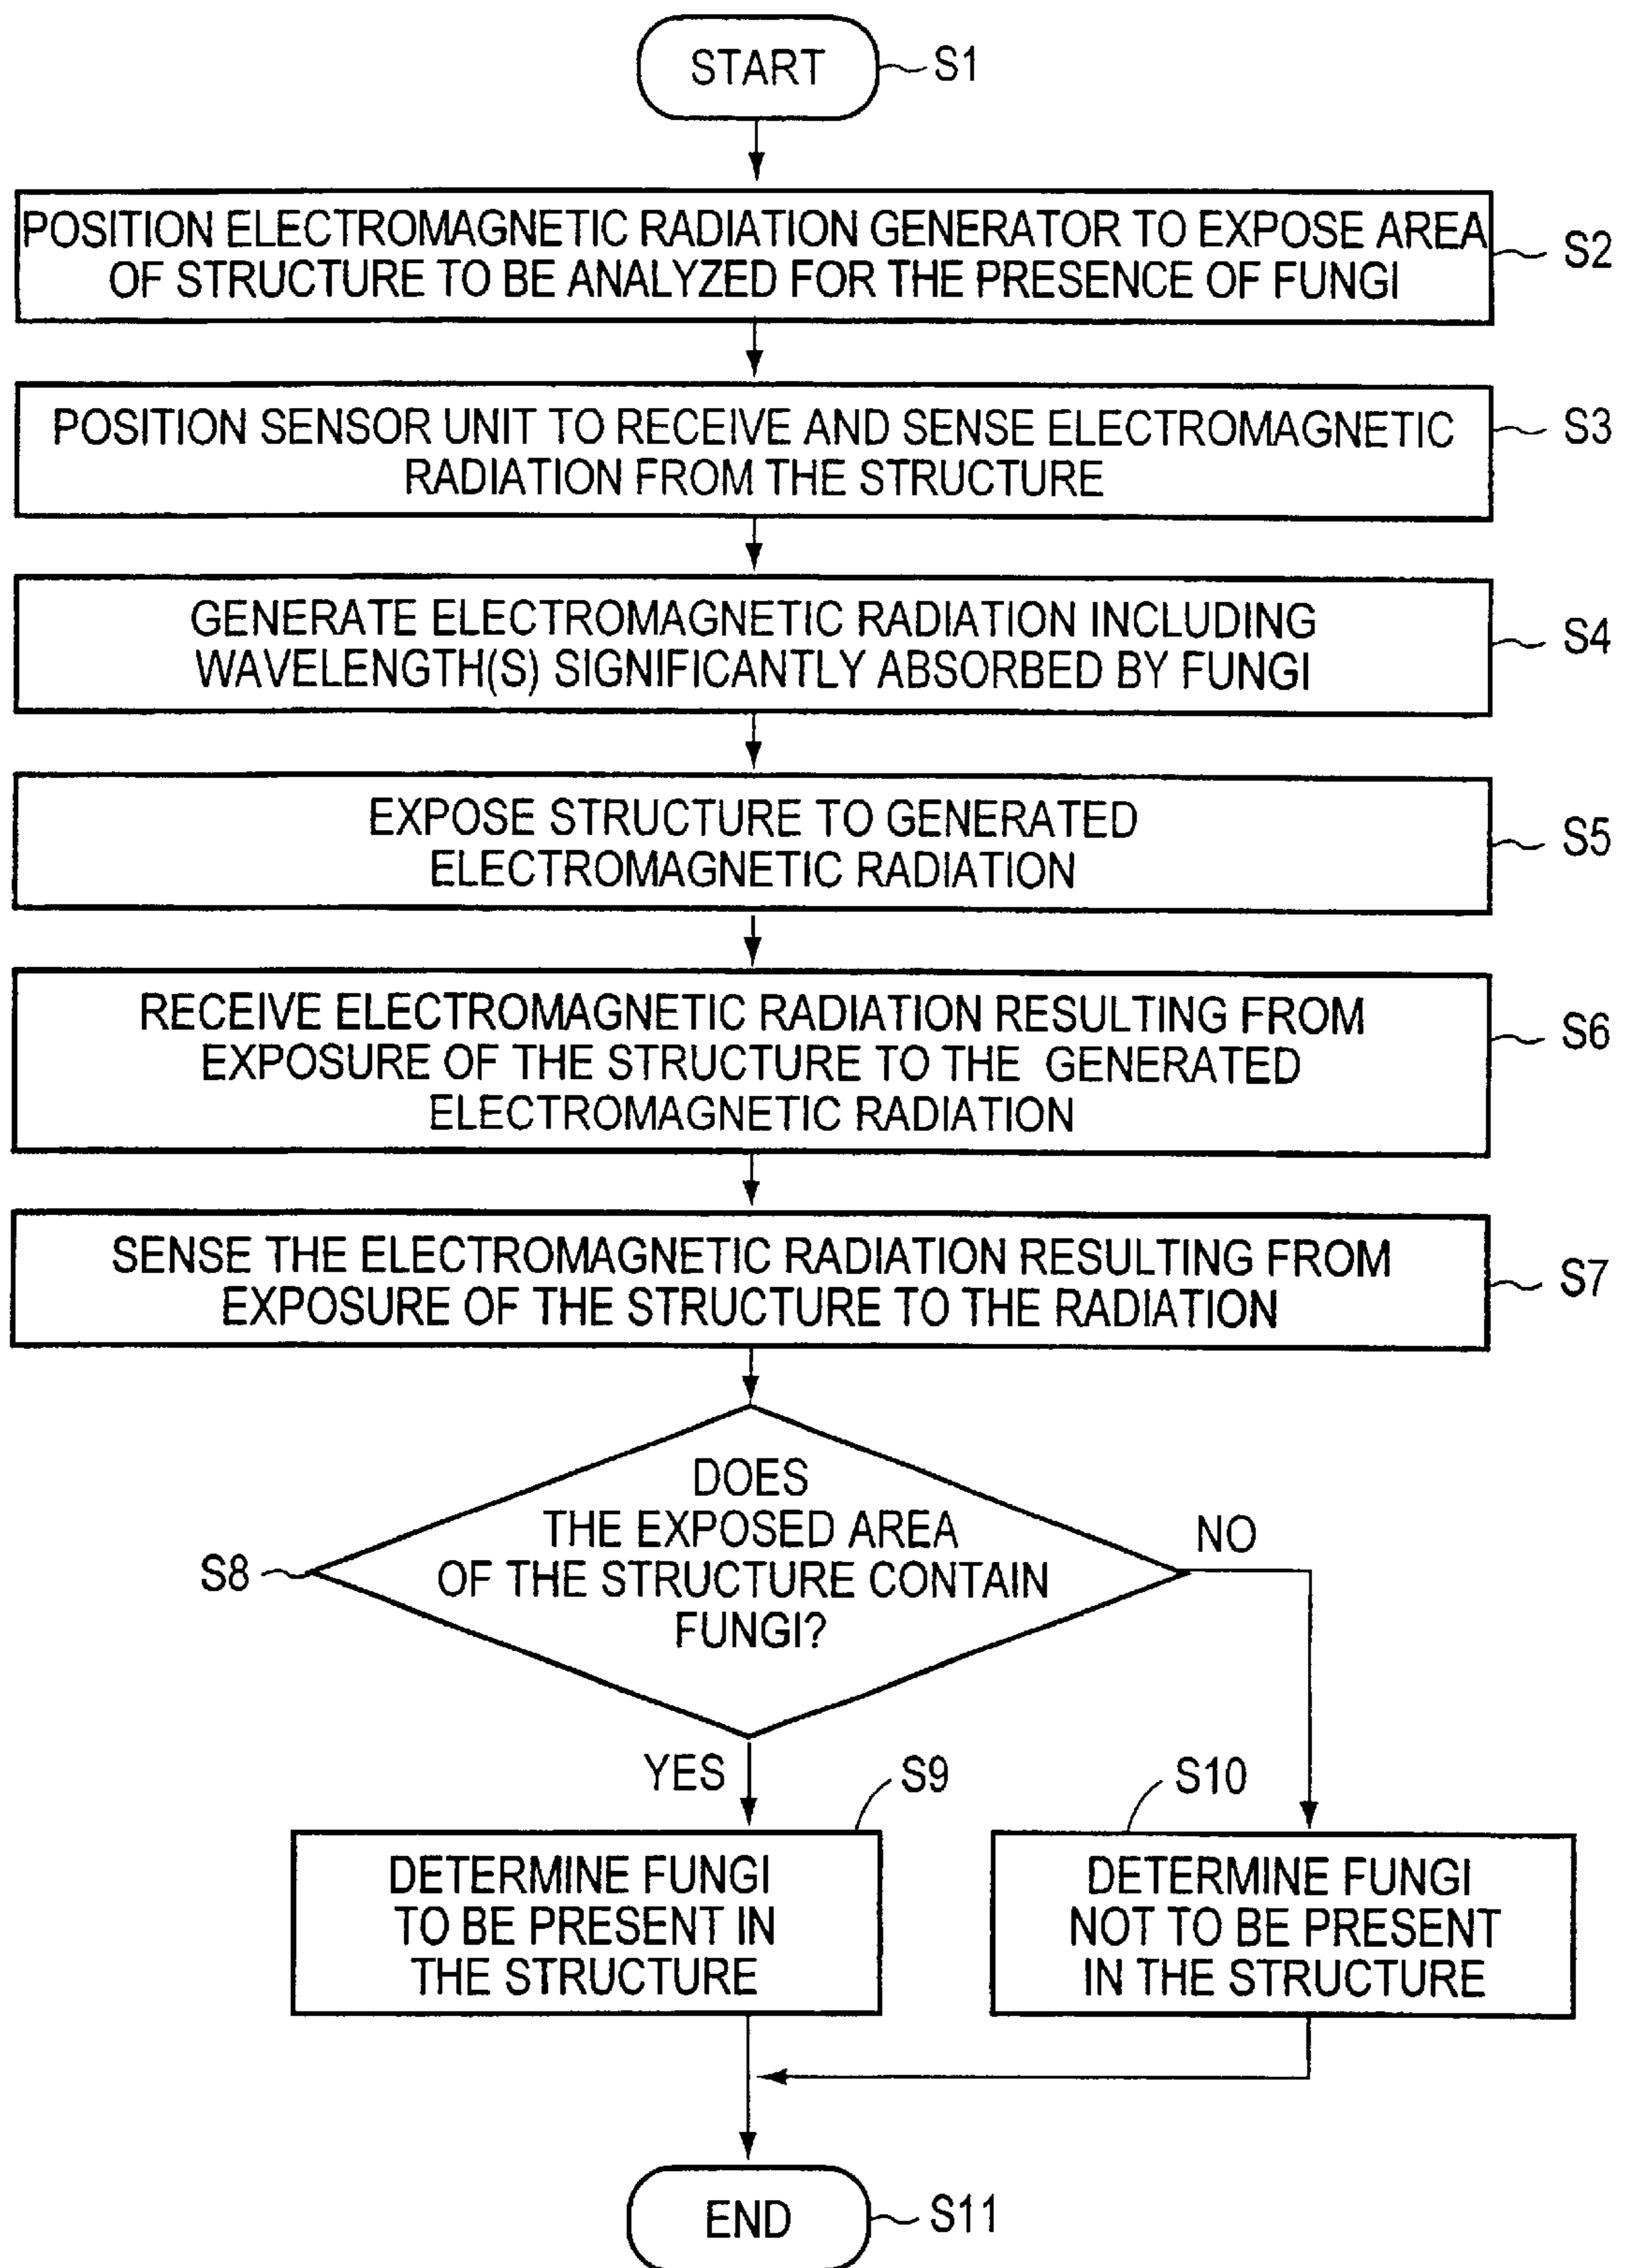 START
S1
POSITION ELECTROMAGNETIC RADIATION GENERATOR TO EXPOSE AREA
OF STRUCTURE TO BE ANALYZED FOR THE PRESENCE OF FUNGI
S2
POSITION SENSOR UNIT TO RECEIVE AND SENSE ELECTROMAGNETIC
RADIATION FROM THE STRUCTURE
S3
GENERATE ELECTROMAGNETIC RADIATION INCLUDING
WAVELENGTH(S) SIGNIFICANTLY ABSORBED BY FUNGI
S4
EXPOSE STRUCTURE TO GENERATED
ELECTROMAGNETIC RADIATION
S5
RECEIVE ELECTROMAGNETIC RADIATION RESULTING FROM
EXPOSURE OF THE STRUCTURE TO THE GENERATED
ELECTROMAGNETIC RADIATION
S6
SENSE THE ELECTROMAGNETIC RADIATION RESULTING FROM
EXPOSURE OF THE STRUCTURE TO THE RADIATION
S7
DOES
THE EXPOSED AREA
OF THE STRUCTURE CONTAIN
FUNGI?
S8
NO
YES
S9
S10
DETERMINE FUNGI
TO BE PRESENT IN
THE STRUCTURE
DETERMINE FUNGI
NOT TO BE PRESENT
IN THE STRUCTURE
END
S11